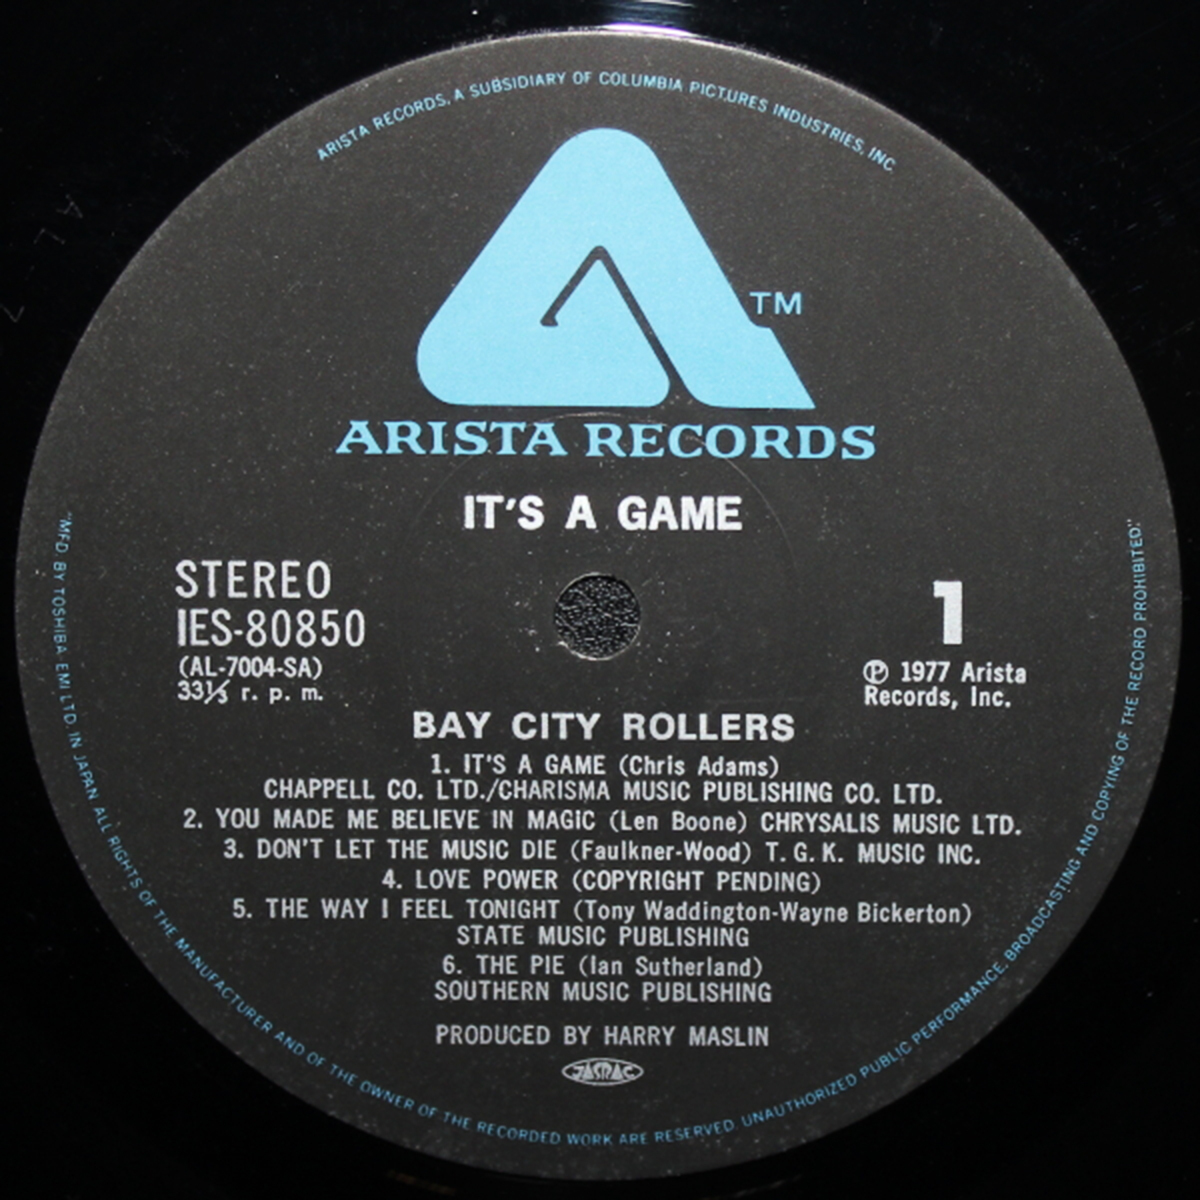 ARISTA RECORDS, A SUBSIDIARY OF COLUMBIA PICTURES INDUSTRIES, INC.
TM
ARISTA RECORDS
IT'S A GAME
STEREO
IES-80850
(AL-7004-SA)
33⅓ r. p. m.
1
Ⓟ 1977 Arista
Records, Inc.
BAY CITY ROLLERS
1. IT'S A GAME (Chris Adams)
CHAPPELL CO. LTD./CHARISMA MUSIC PUBLISHING CO. LTD.
2. YOU MADE ME BELIEVE IN MAGIC (Len Boone) CHRYSALIS MUSIC LTD.
3. DON'T LET THE MUSIC DIE (Faulkner-Wood) T. G. K. MUSIC INC.
4. LOVE POWER (COPYRIGHT PENDING)
5. THE WAY I FEEL TONIGHT (Tony Waddington-Wayne Bickerton)
STATE MUSIC PUBLISHING
6. THE PIE (Ian Sutherland)
SOUTHERN MUSIC PUBLISHING
PRODUCED BY HARRY MASLIN
JASRAC
"MFD. BY TOSHIBA EMI LTD. IN JAPAN ALL RIGHTS OF THE MANUFACTURER AND OF THE OWNER OF THE RECORDED WORK ARE RESERVED. UNAUTHORIZED PUBLIC PERFORMANCE, BROADCASTING AND COPYING OF THE RECORD PROHIBITED."